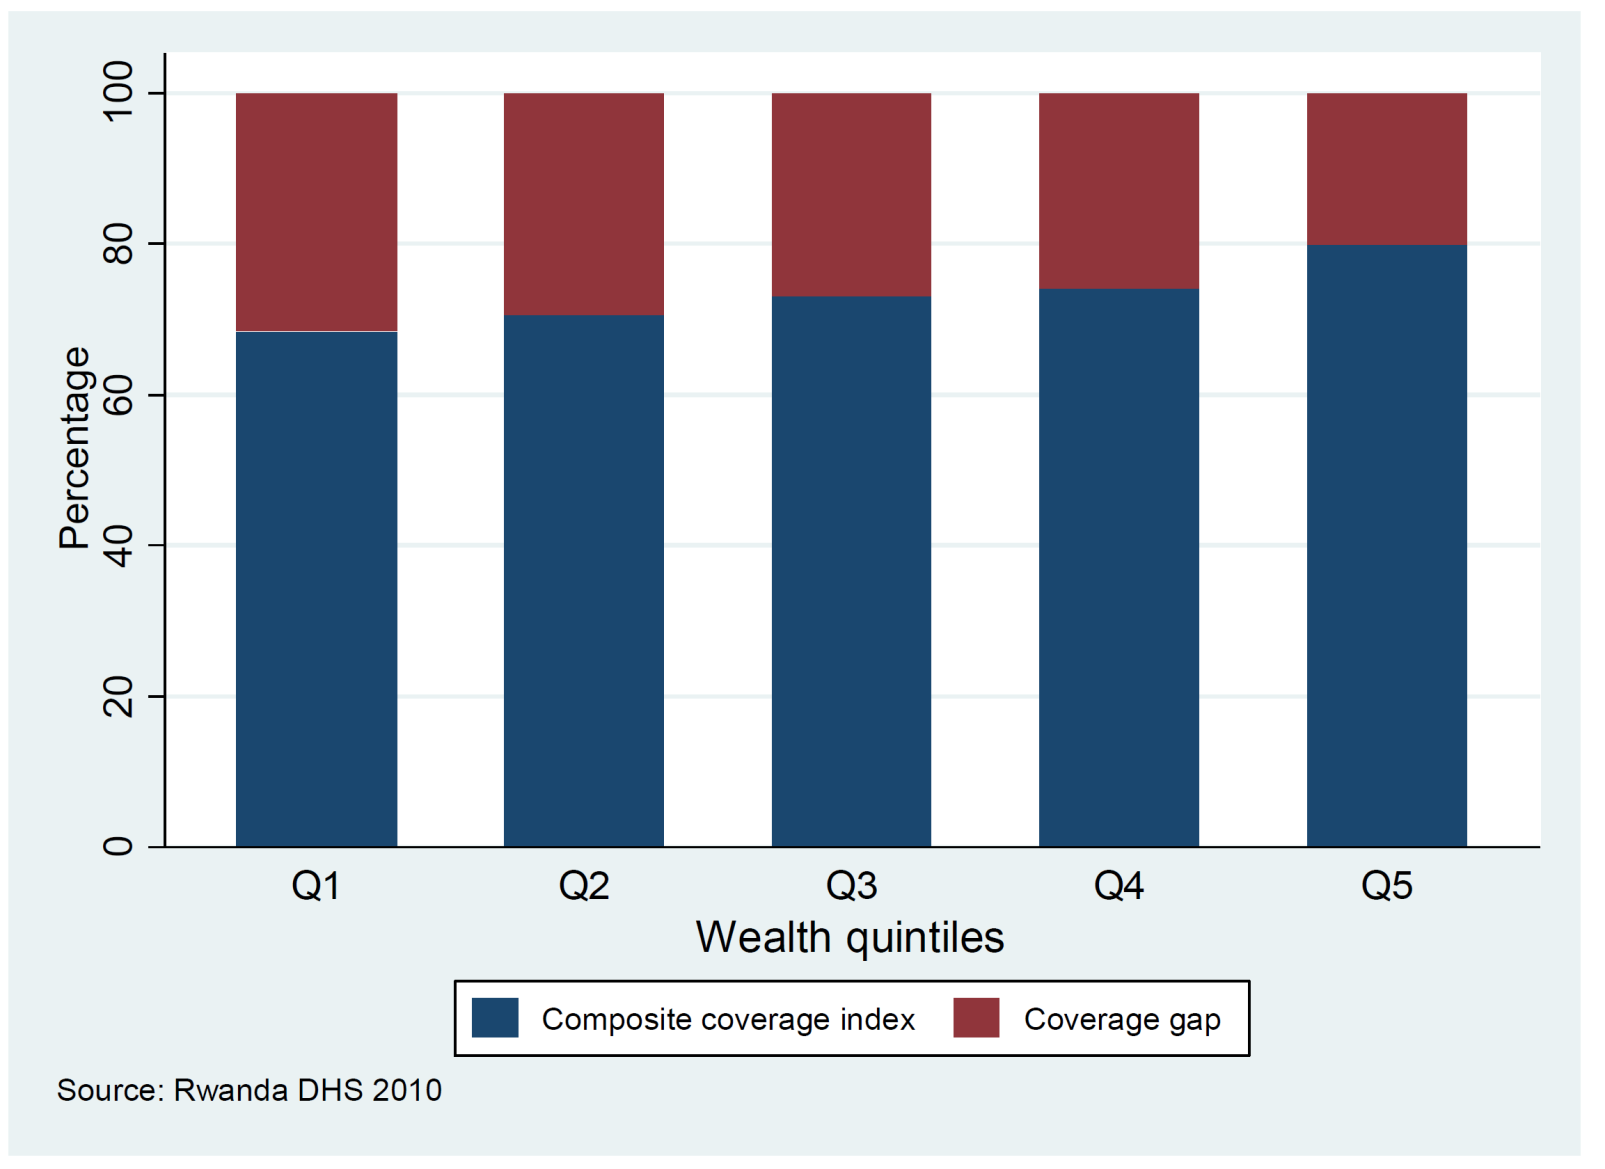 100
80
60
40
20
0
Percentage
Q1 Q2 Q3 Q4 Q5
Wealth quintiles
Composite coverage index Coverage gap
Source: Rwanda DHS 2010